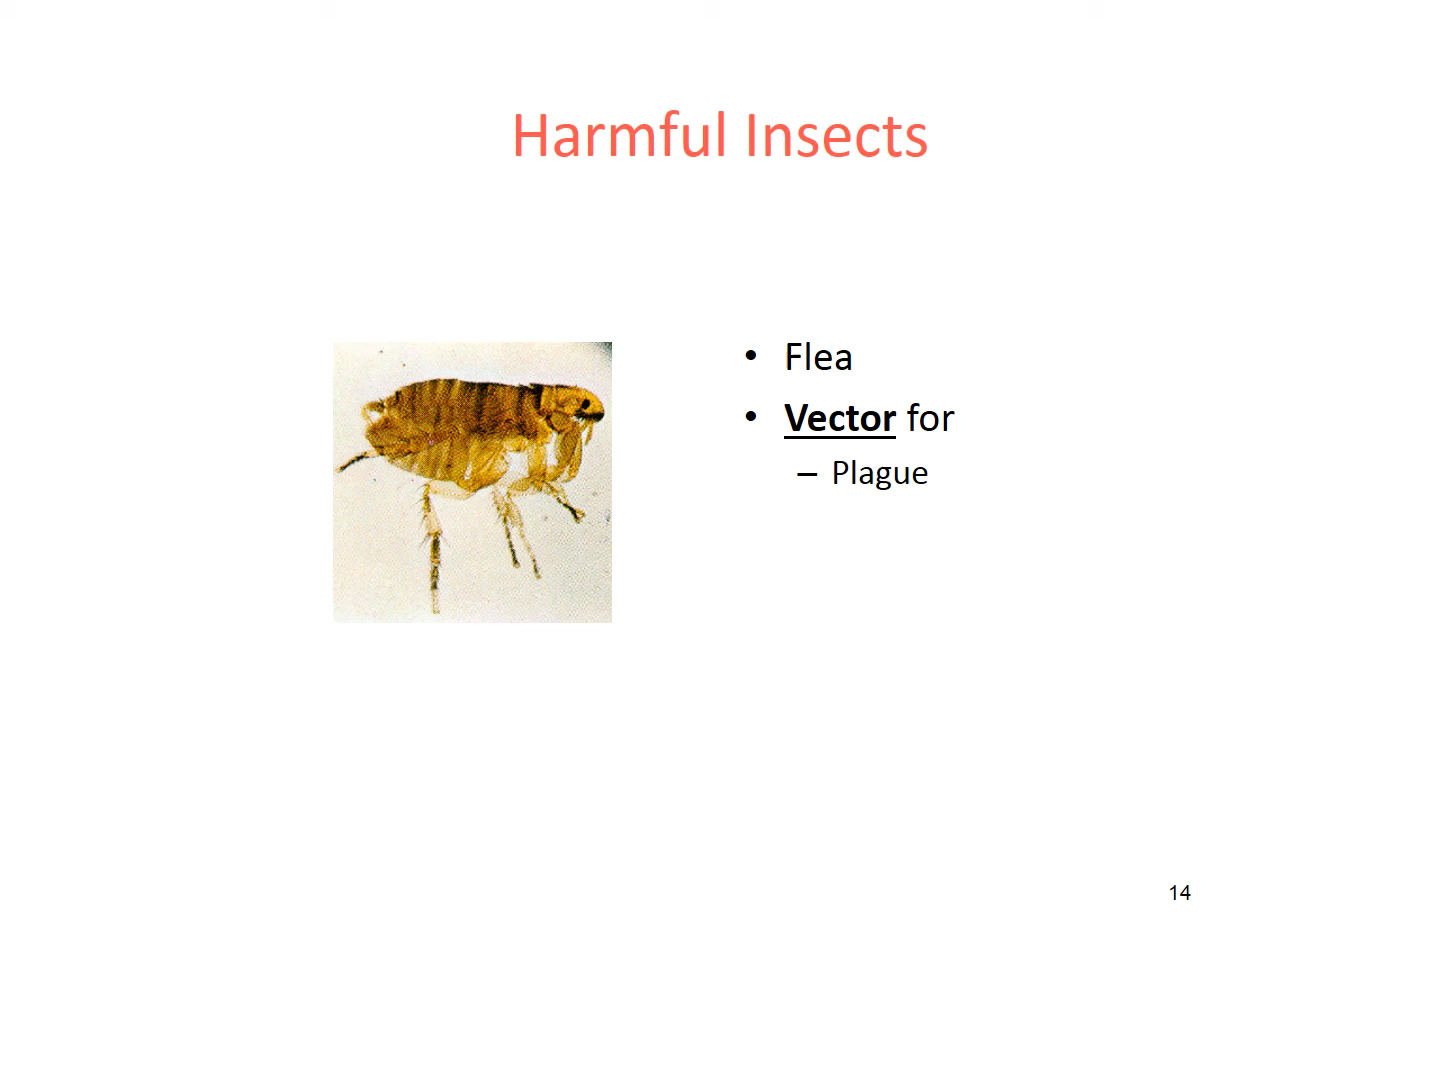 Harmful Insects
• Flea
• Vector for
– Plague
14